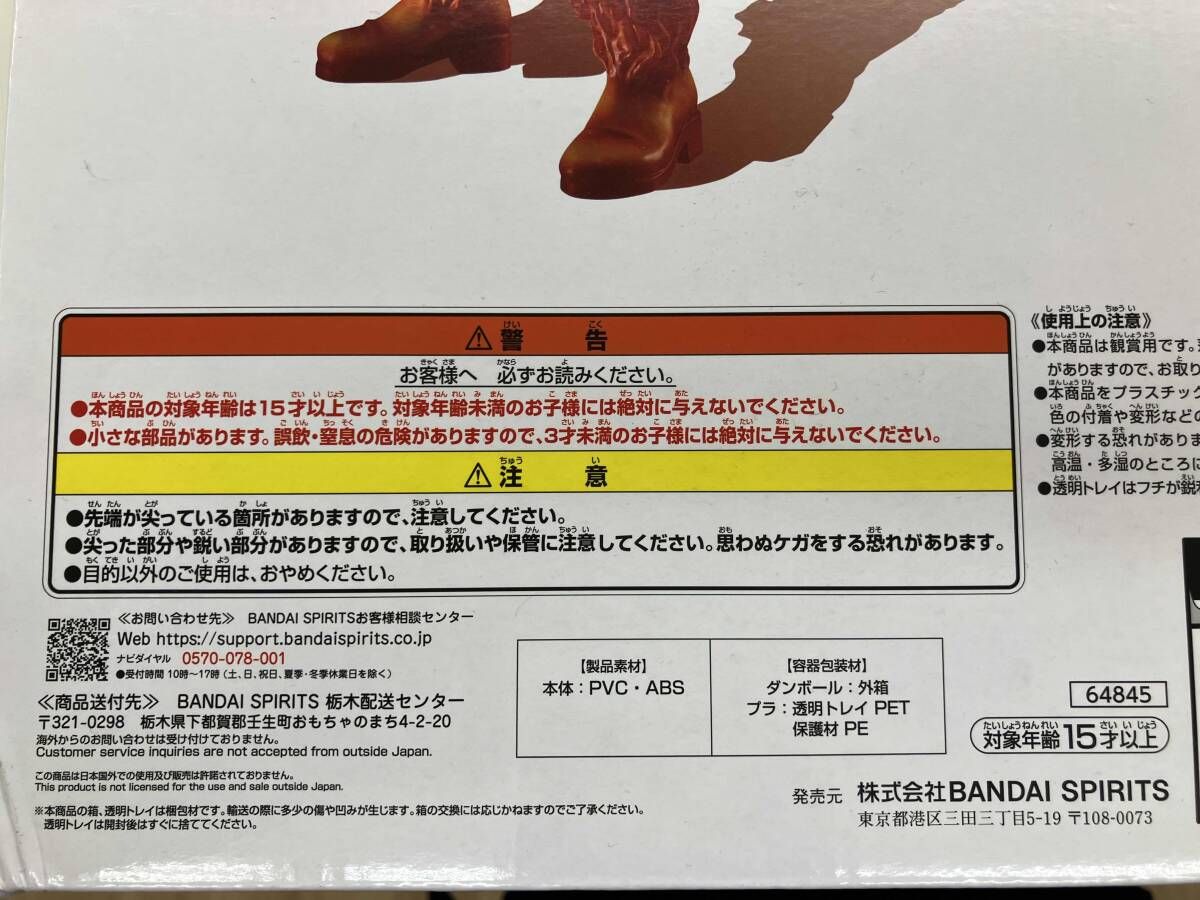 ⚠警告
お客様へ 必ずお読みください。
●本商品の対象年齢は15才以上です。対象年齢未満のお子様には絶対に与えないでください。
●小さな部品があります。誤飲・窒息の危険がありますので、3才未満のお子様には絶対に与えないでください。
⚠注意
●先端が尖っている箇所がありますので、注意してください。
●尖った部分や鋭い部分がありますので、取り扱いや保管に注意してください。思わぬケガをする恐れがあります。
●目的以外のご使用は、おやめください。
≪お問い合わせ先≫ BANDAI SPIRITSお客様相談センター
Web https://support.bandaispirits.co.jp
ナビダイヤル 0570-078-001
●受付時間 10時〜17時(土、日、祝日、夏季・冬季休業日を除く)
≪商品送付先≫ BANDAI SPIRITS 栃木配送センター
〒321-0298 栃木県下都賀郡壬生町おもちゃのまち4-2-20
海外からのお問い合わせは受け付けておりません。
Customer service inquiries are not accepted from outside Japan.
この商品は日本国外での使用及び販売は許諾されておりません。
This product is not licensed for the use and sale outside Japan.
※本商品の箱、透明トレイは梱包材です。輸送の際に多少の傷や凹みが生じます。箱の交換には応じかねますのでご了承ください。
透明トレイは開封後はすぐに捨ててください。
【製品素材】
本体：PVC・ABS
【容器包装材】
ダンボール：外箱
プラ：透明トレイ PET
保護材 PE
≪使用上の注意≫
●本商品は観賞用です。
がありますので、お取り
●本商品をプラスチック
色の付着や変形などの
●変形する恐れがありま
高温・多湿のところに
●透明トレイはフチが鋭利
64845
対象年齢15才以上
発売元 株式会社BANDAI SPIRITS
東京都港区三田三丁目5-19 〒108-0073